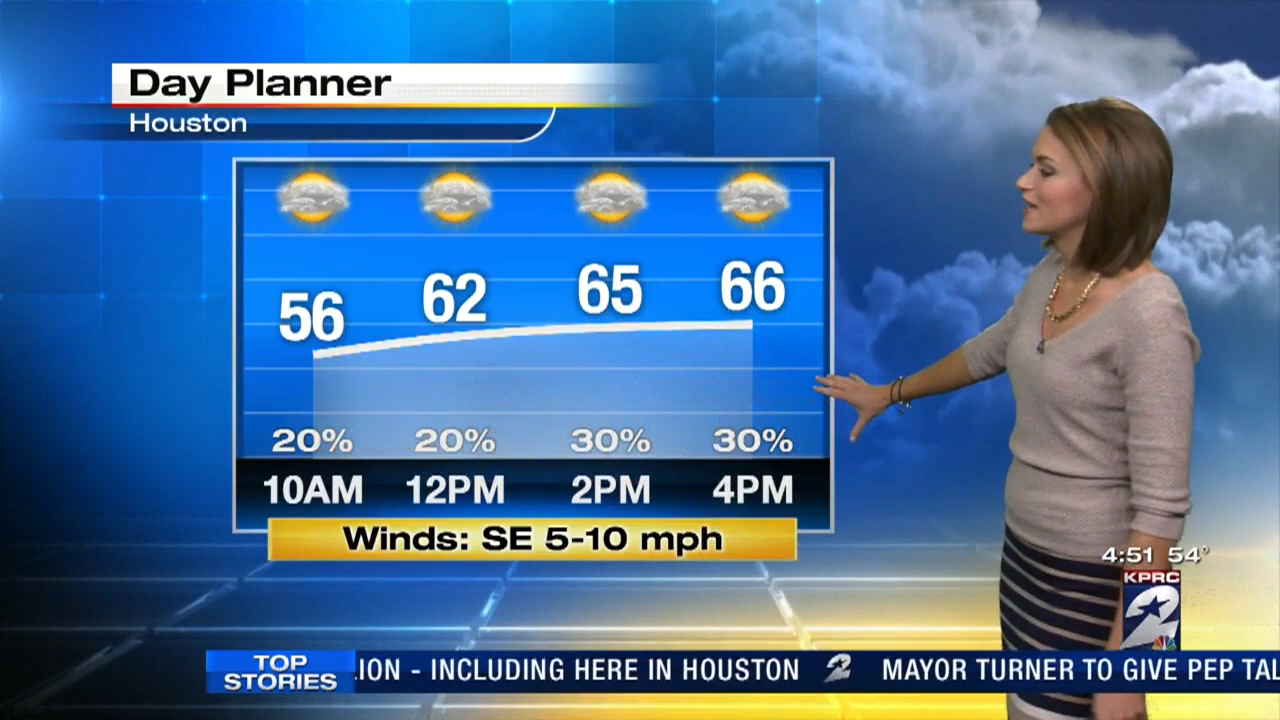 Day Planner
Houston
56 62 65 66
20% 20% 30% 30%
10AM 12PM 2PM 4PM
Winds: SE 5-10 mph
4:51 54°
KPRC
2
TOP STORIES
ION - INCLUDING HERE IN HOUSTON 2 MAYOR TURNER TO GIVE PEP TAL